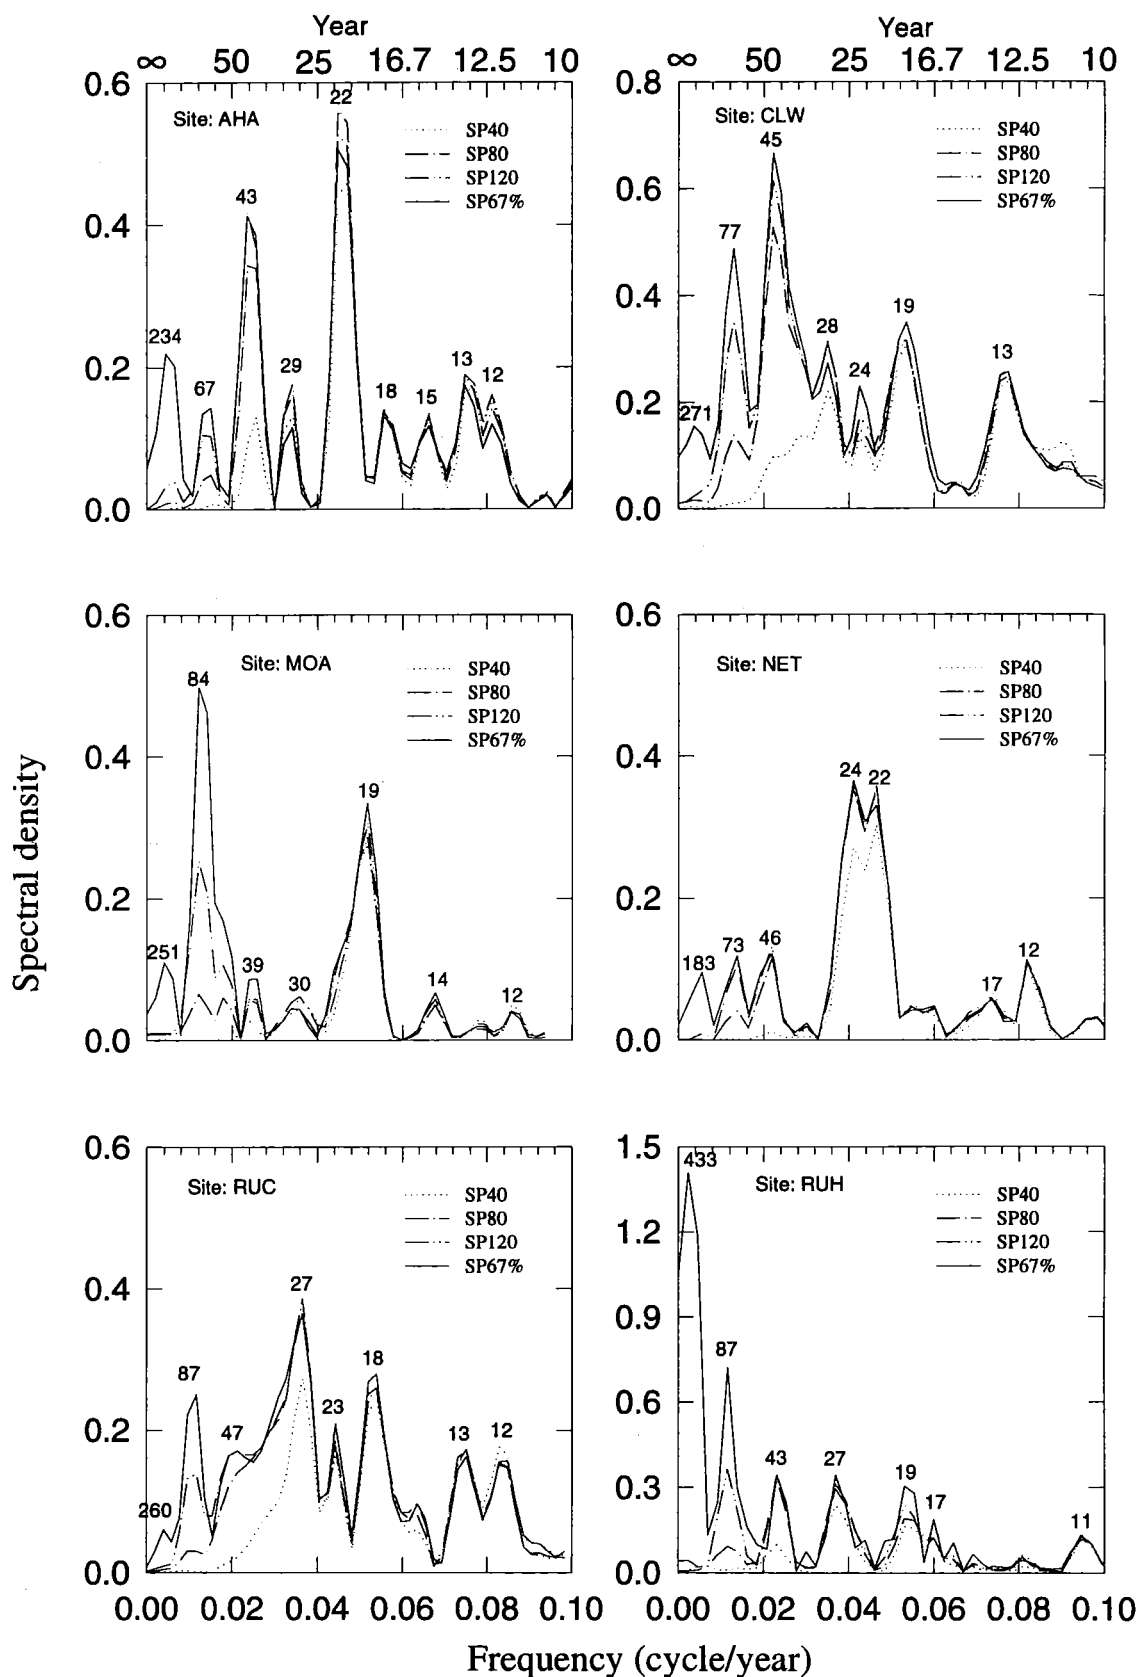 Year
Year
∞ 50 25 16.7 12.5 10
∞ 50 25 16.7 12.5 10
Spectral density
0.6
0.4
0.2
0.0
Site: AHA
SP40
SP80
SP120
SP67%
234
67
43
29
22
18
15
13
12
0.8
0.6
0.4
0.2
0.0
Site: CLW
SP40
SP80
SP120
SP67%
271
77
45
28
24
19
13
0.6
0.4
0.2
0.0
Site: MOA
SP40
SP80
SP120
SP67%
251
84
39
30
19
14
12
0.6
0.4
0.2
0.0
Site: NET
SP40
SP80
SP120
SP67%
183
73
46
24
22
17
12
0.6
0.4
0.2
0.0
Site: RUC
SP40
SP80
SP120
SP67%
260
87
47
27
23
18
13
12
1.5
1.2
0.9
0.6
0.3
0.0
Site: RUH
SP40
SP80
SP120
SP67%
433
87
43
27
19
17
11
0.00 0.02 0.04 0.06 0.08 0.10
0.00 0.02 0.04 0.06 0.08 0.10
Frequency (cycle/year)